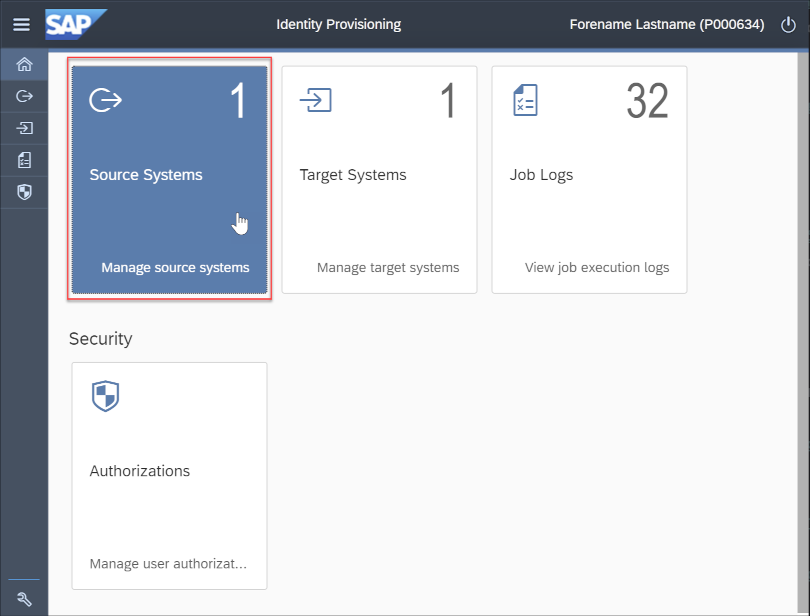 SAP Identity Provisioning Forename Lastname (P000634)
1 1 32
Source Systems Target Systems Job Logs
Manage source systems Manage target systems View job execution logs
Security
Authorizations
Manage user authorizat...